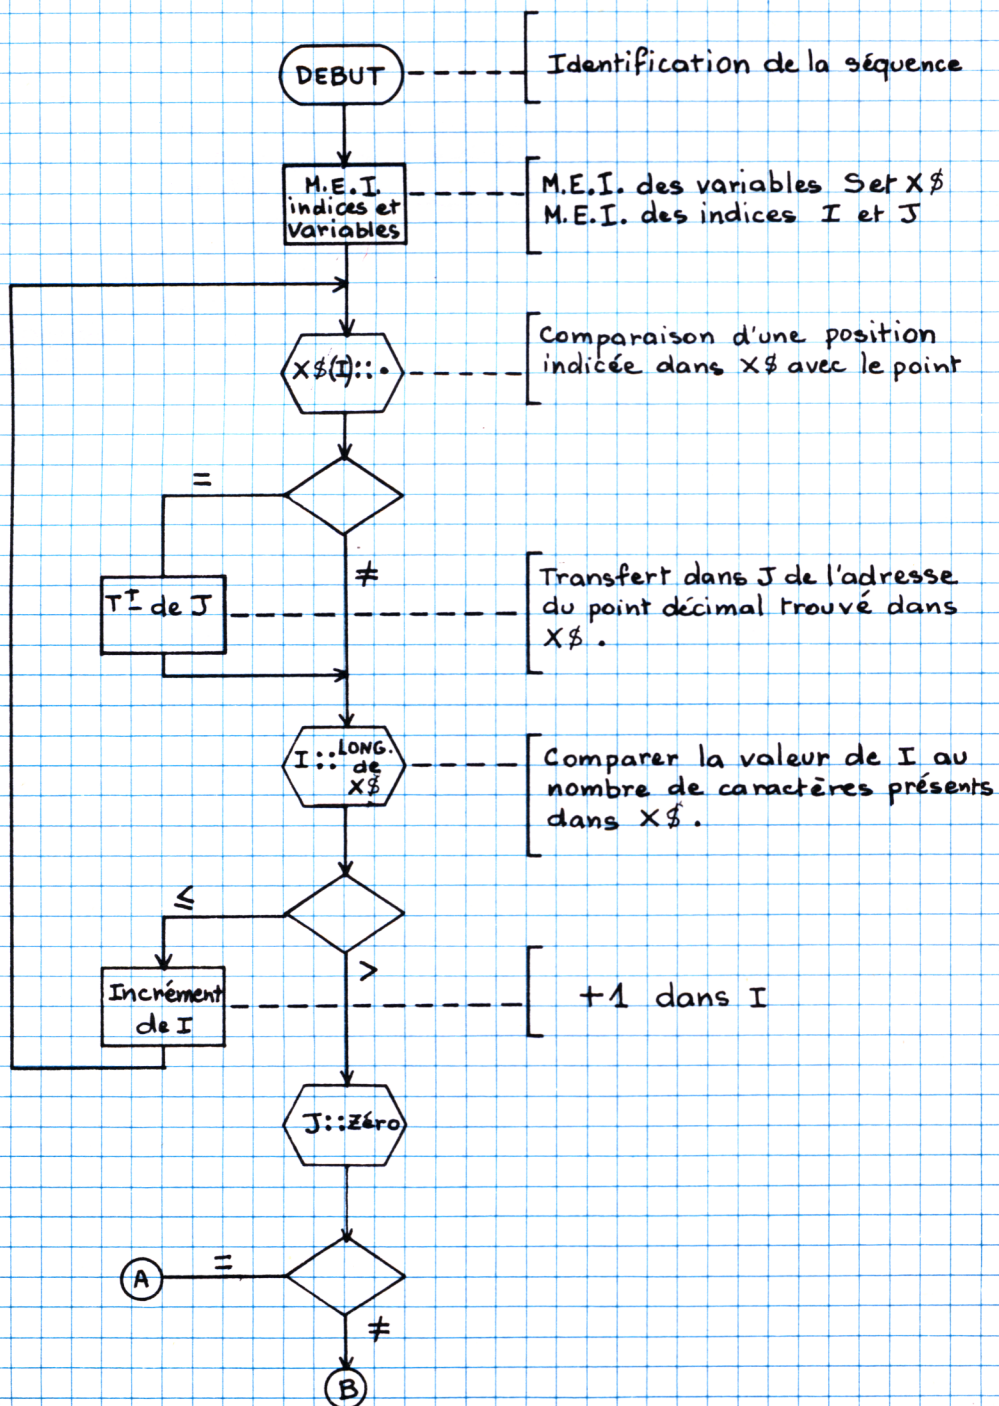 DEBUT
Identification de la séquence
M.E.I.
indices et
variables
M.E.I. des variables S et X$
M.E.I. des indices I et J
X$(I)::.
Comparaison d'une position
indicée dans X$ avec le point
=
≠
Tt de J
Transfert dans J de l'adresse
du point décimal trouvé dans
X$.
I::LONG.
de
X$
Comparer la valeur de I au
nombre de caractères présents
dans X$.
≤
>
Incrément
de I
+1 dans I
J::Zéro
=
A
≠
B